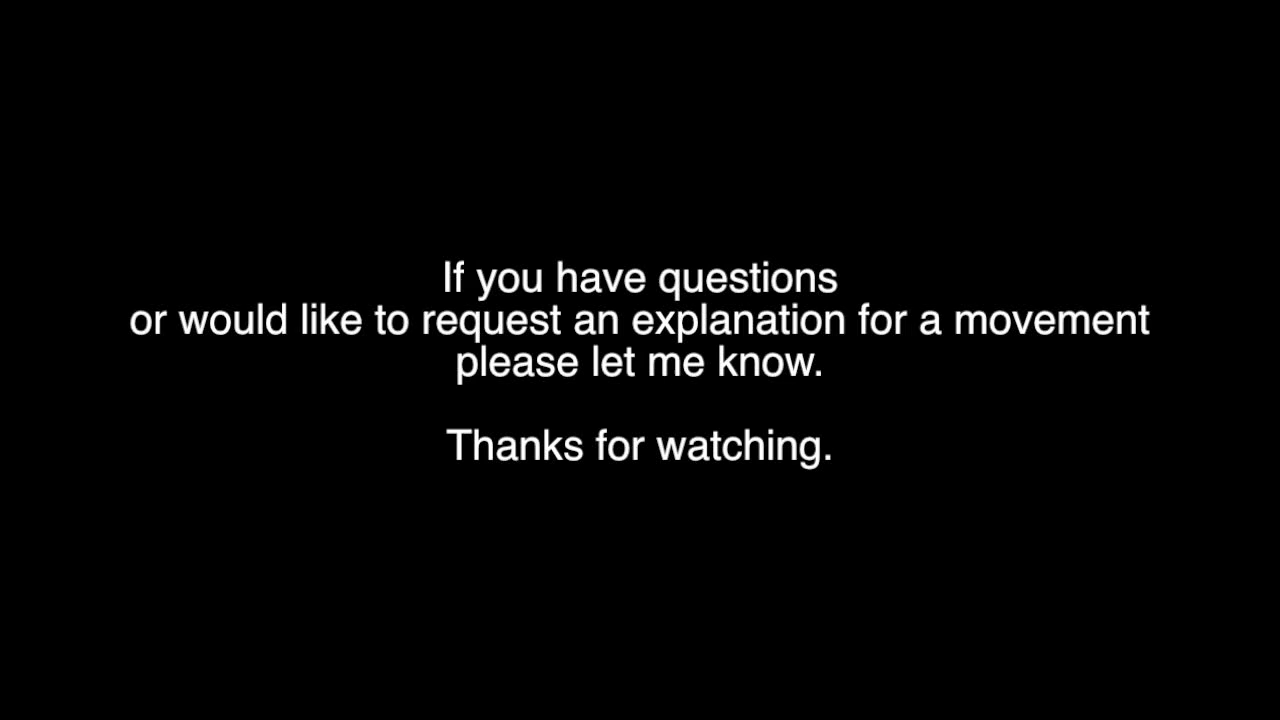 If you have questions
or would like to request an explanation for a movement
please let me know.
Thanks for watching.